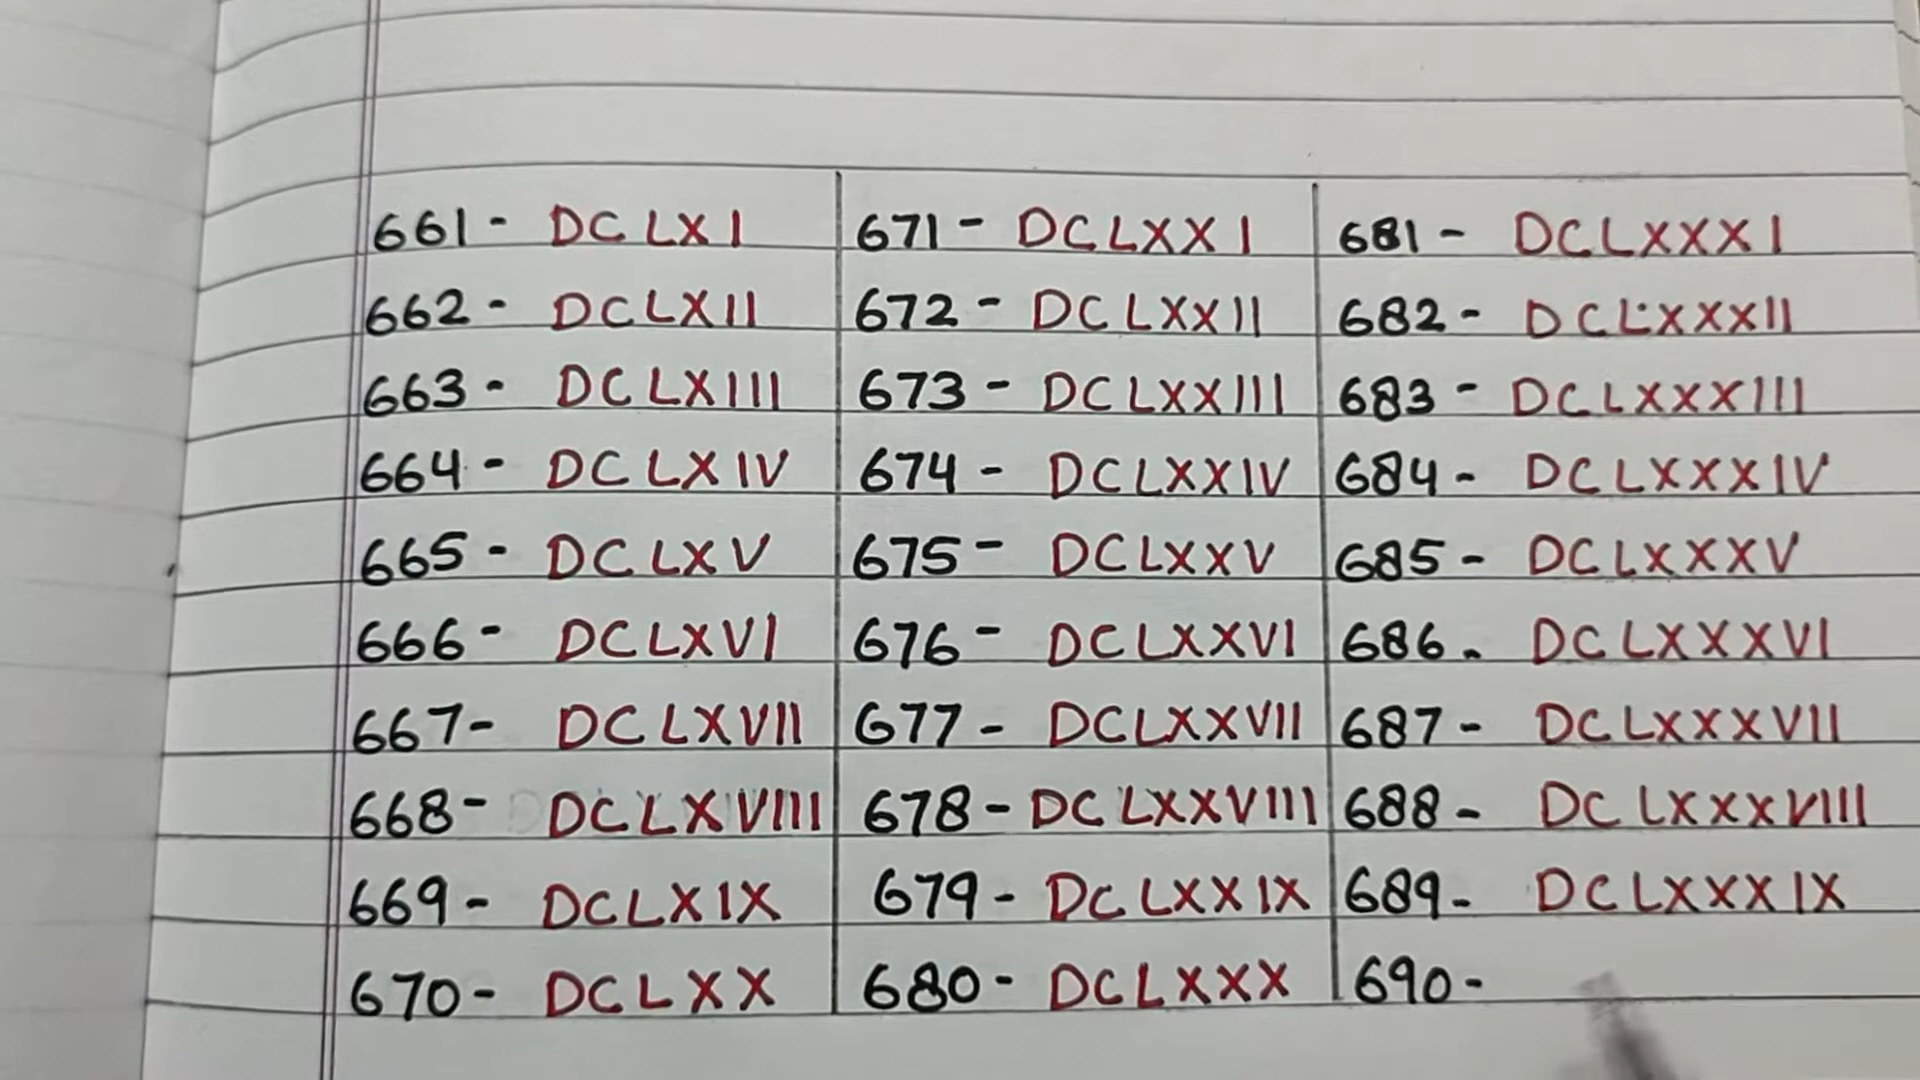 661 - DCLXI
662 - DCLXII
663 - DCLXIII
664 - DCLXIV
665 - DCLXV
666 - DCLXVI
667 - DCLXVII
668 - DCLXVIII
669 - DCLXIX
670 - DCLXX
671 - DCLXXI
672 - DCLXXII
673 - DCLXXIII
674 - DCLXXIV
675 - DCLXXV
676 - DCLXXVI
677 - DCLXXVII
678 - DCLXXVIII
679 - DCLXXIX
680 - DCLXXX
681 - DCLXXXI
682 - DCLXXXII
683 - DCLXXXIII
684 - DCLXXXIV
685 - DCLXXXV
686 - DCLXXXVI
687 - DCLXXXVII
688 - DCLXXXVIII
689 - DCLXXXIX
690 -